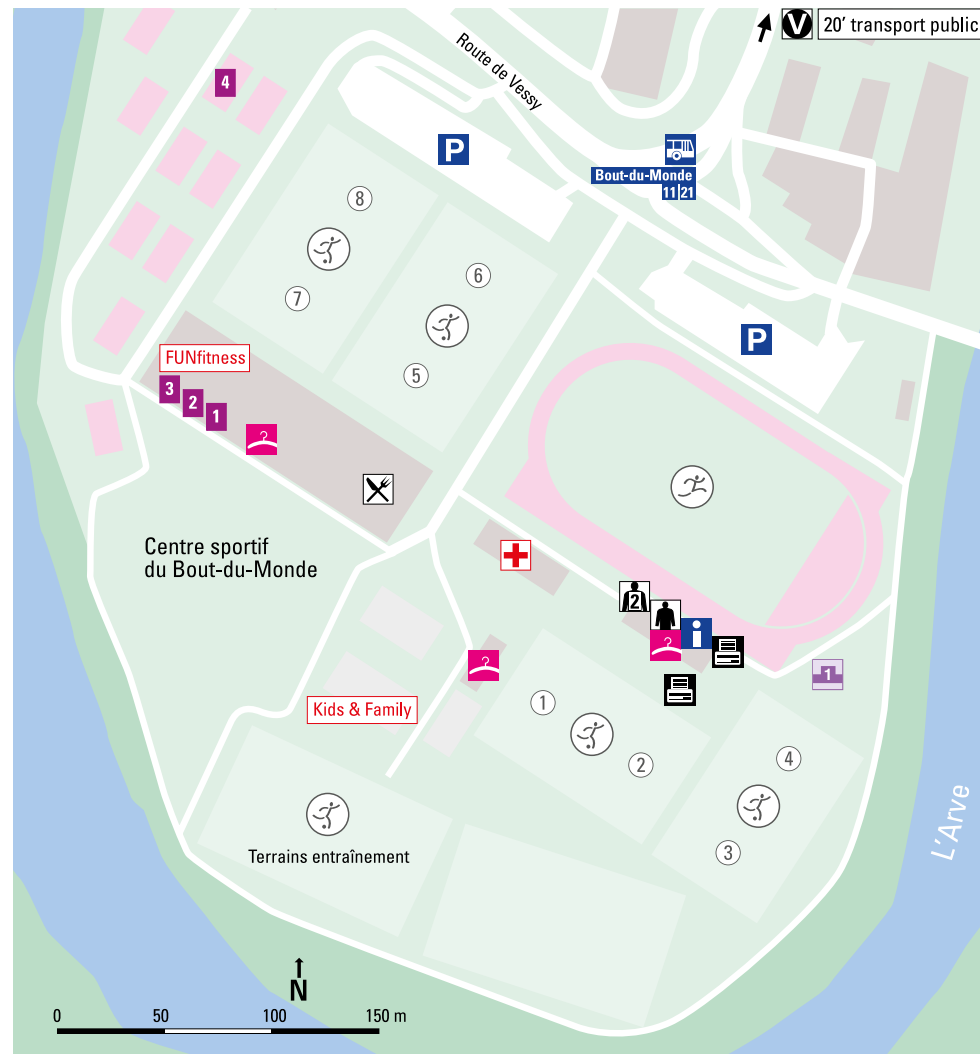 V 20' transport public
Route de Vessy
4
P
Bout-du-Monde
11|21
8
7
6
5
P
FUNfitness
3
2
1
Centre sportif
du Bout-du-Monde
2
i
1
Kids & Family
1
2
4
3
Terrains entraînement
L'Arve
N
0 50 100 150 m